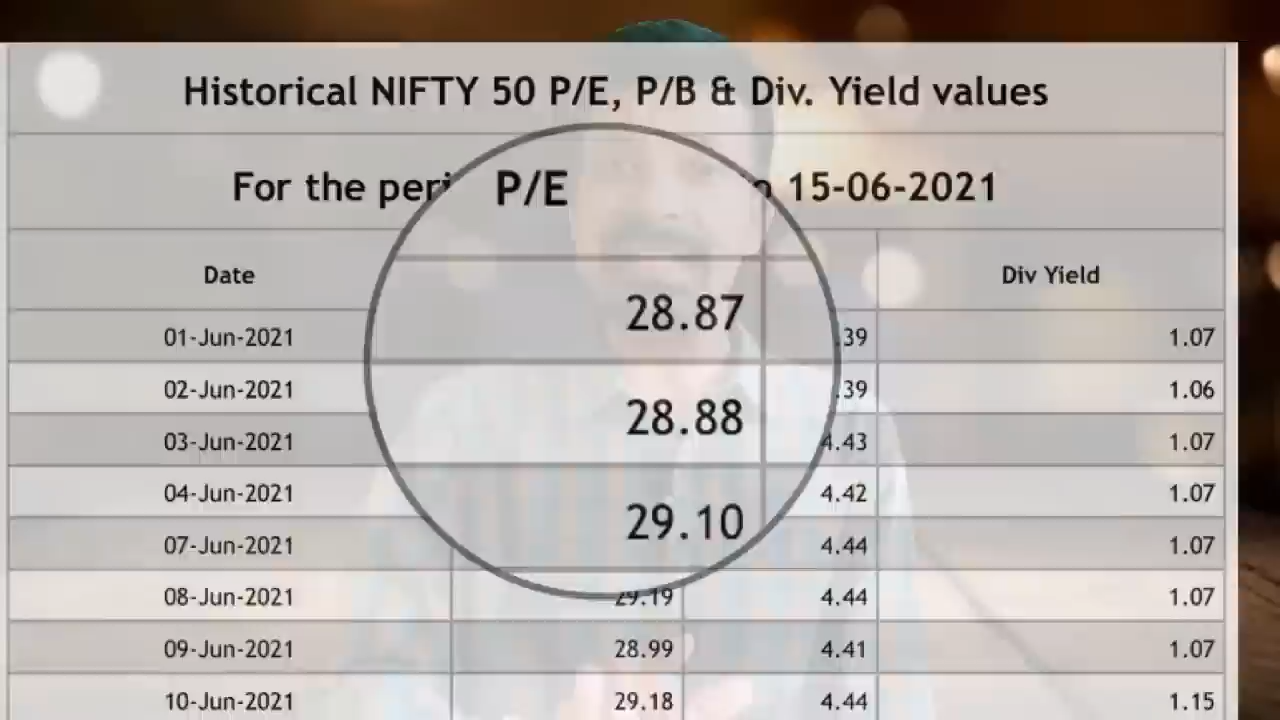 Historical NIFTY 50 P/E, P/B & Div. Yield values
For the peri P/E o 15-06-2021
Date Div Yield
28.87
01-Jun-2021 .39 1.07
02-Jun-2021 .39 1.06
28.88
03-Jun-2021 4.43 1.07
04-Jun-2021 4.42 1.07
29.10
07-Jun-2021 4.44 1.07
08-Jun-2021 29.19 4.44 1.07
09-Jun-2021 28.99 4.41 1.07
10-Jun-2021 29.18 4.44 1.15